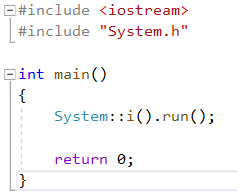 #include <iostream>
#include "System.h"
int main()
{
System::i().run();
return 0;
}